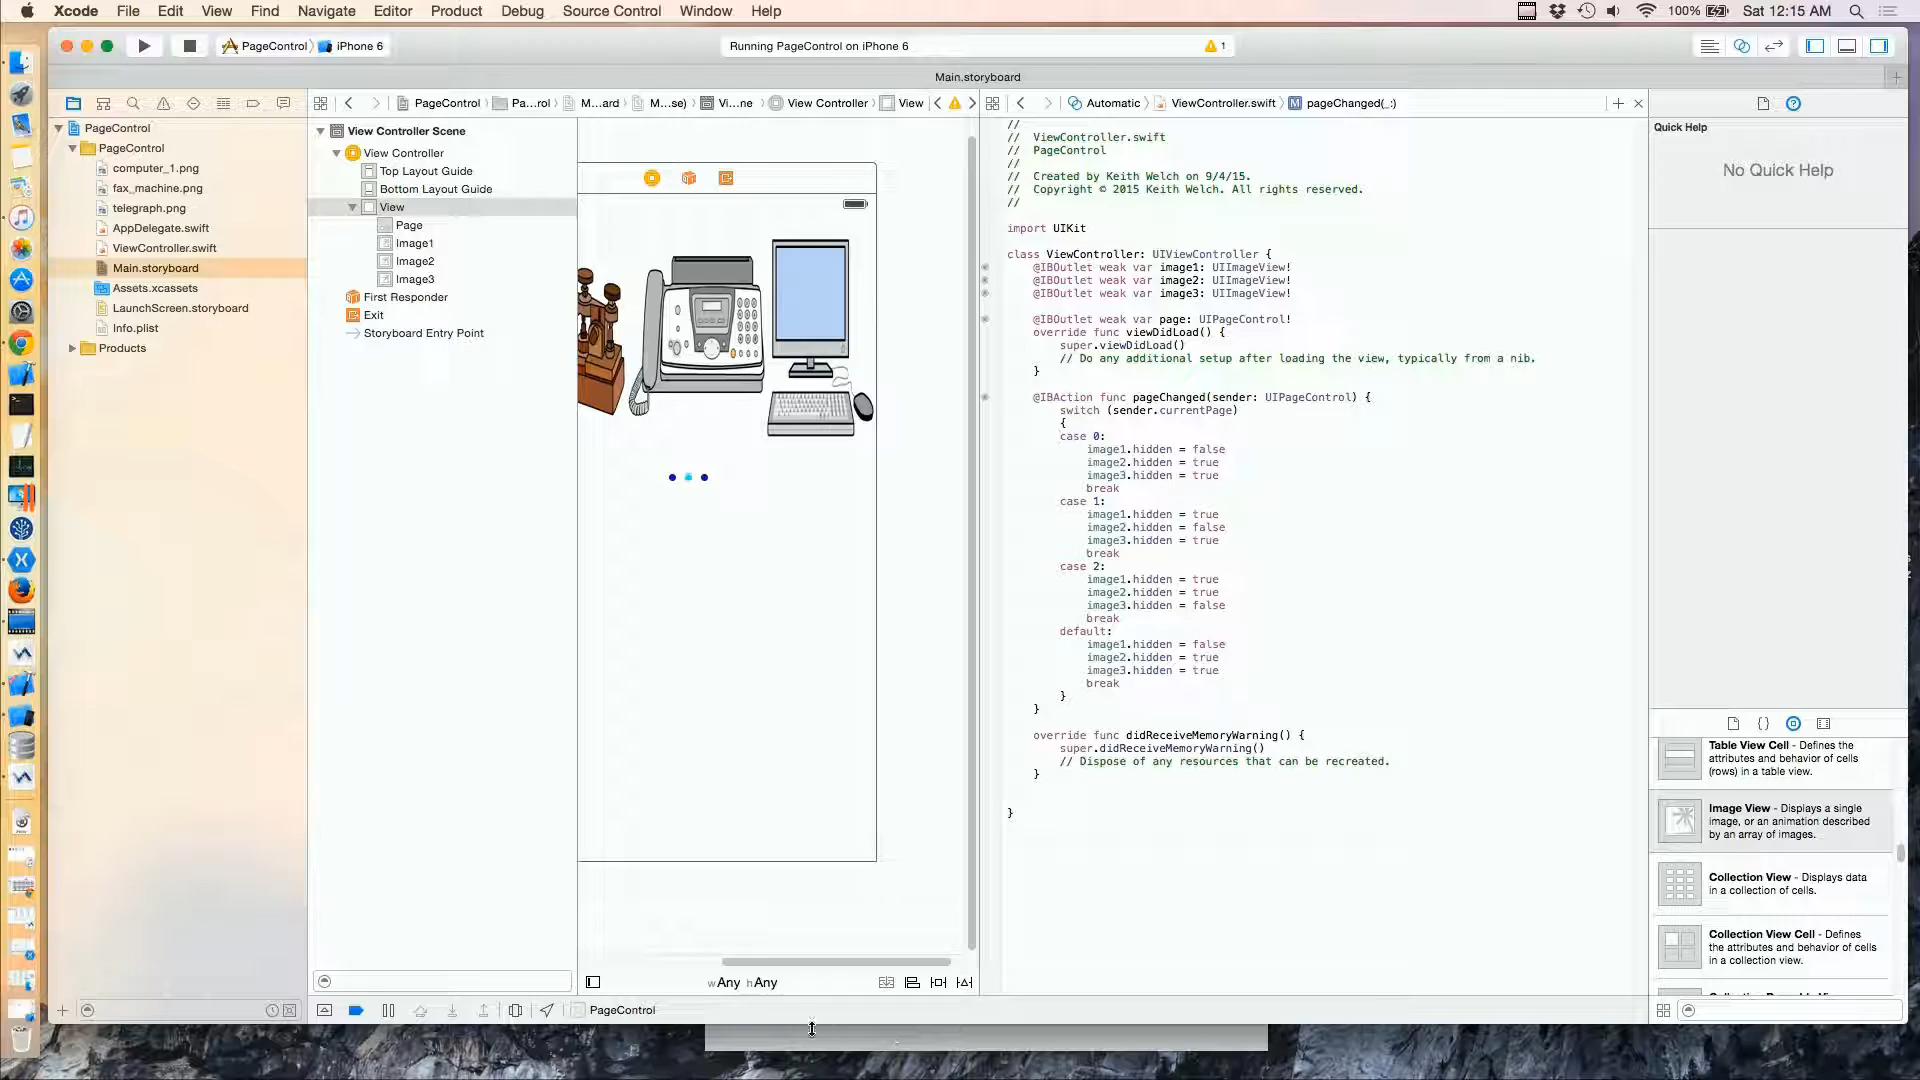 Xcode File Edit View Find Navigate Editor Product Debug Source Control Window Help 100% Sat 12:15 AM
PageControl iPhone 6 Running PageControl on iPhone 6 1
Main.storyboard
PageControl Pa...rol M...ard M...se) Vi...ne View Controller View Automatic ViewController.swift M pageChanged(_:)
PageControl
PageControl
computer_1.png
fax_machine.png
telegraph.png
AppDelegate.swift
ViewController.swift
Main.storyboard
Assets.xcassets
LaunchScreen.storyboard
Info.plist
Products
View Controller Scene
View Controller
Top Layout Guide
Bottom Layout Guide
View
Page
Image1
Image2
Image3
First Responder
Exit
Storyboard Entry Point
wAny hAny
PageControl
//
// ViewController.swift
// PageControl
//
// Created by Keith Welch on 9/4/15.
// Copyright © 2015 Keith Welch. All rights reserved.
//
import UIKit
class ViewController: UIViewController {
@IBOutlet weak var image1: UIImageView!
@IBOutlet weak var image2: UIImageView!
@IBOutlet weak var image3: UIImageView!
@IBOutlet weak var page: UIPageControl!
override func viewDidLoad() {
super.viewDidLoad()
// Do any additional setup after loading the view, typically from a nib.
}
@IBAction func pageChanged(sender: UIPageControl) {
switch (sender.currentPage)
{
case 0:
image1.hidden = false
image2.hidden = true
image3.hidden = true
break
case 1:
image1.hidden = true
image2.hidden = false
image3.hidden = true
break
case 2:
image1.hidden = true
image2.hidden = true
image3.hidden = false
break
default:
image1.hidden = false
image2.hidden = true
image3.hidden = true
break
}
}
override func didReceiveMemoryWarning() {
super.didReceiveMemoryWarning()
// Dispose of any resources that can be recreated.
}
}
Quick Help
No Quick Help
{}
Table View Cell - Defines the
attributes and behavior of cells
(rows) in a table view.
Image View - Displays a single
image, or an animation described
by an array of images.
Collection View - Displays data
in a collection of cells.
Collection View Cell - Defines
the attributes and behavior of cells
in a collection view.